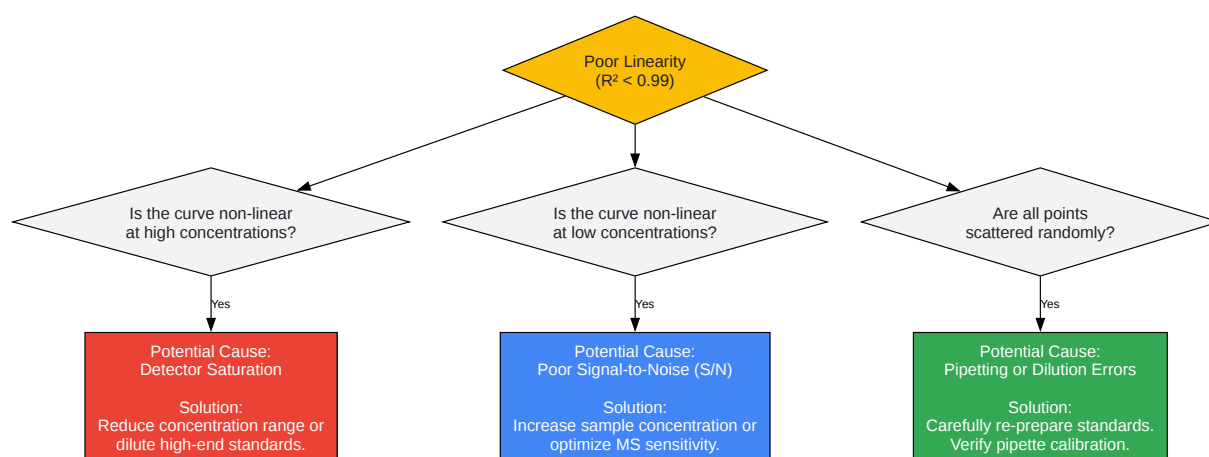 Poor Linearity
(R² < 0.99)
Is the curve non-linear
at high concentrations?
Is the curve non-linear
at low concentrations?
Are all points
scattered randomly?
Yes
Yes
Yes
Potential Cause:
Detector Saturation
Solution:
Reduce concentration range or
dilute high-end standards.
Potential Cause:
Poor Signal-to-Noise (S/N)
Solution:
Increase sample concentration or
optimize MS sensitivity.
Potential Cause:
Pipetting or Dilution Errors
Solution:
Carefully re-prepare standards.
Verify pipette calibration.